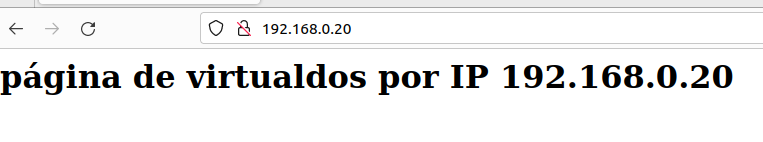 192.168.0.20
página de virtualdos por IP 192.168.0.20